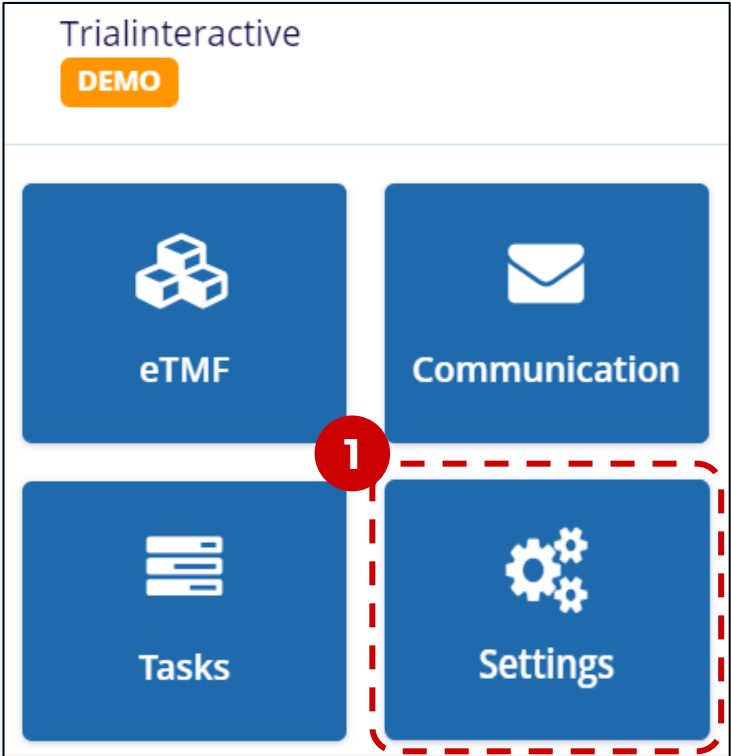 Trialinteractive
DEMO
eTMF
Communication
1
Tasks
Settings